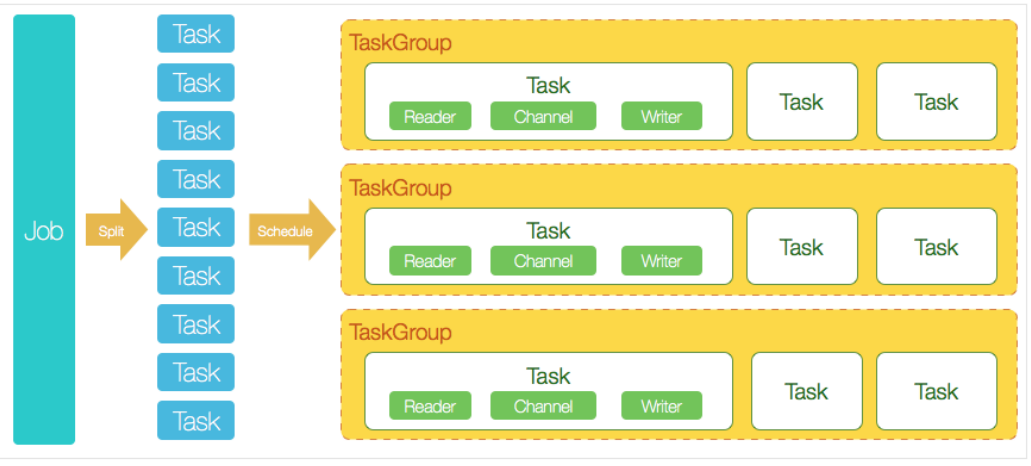 Job
Split
Task
Task
Task
Task
Task
Task
Task
Task
Task
Schedule
TaskGroup
Task
Reader
Channel
Writer
Task
Task
TaskGroup
Task
Reader
Channel
Writer
Task
Task
TaskGroup
Task
Reader
Channel
Writer
Task
Task